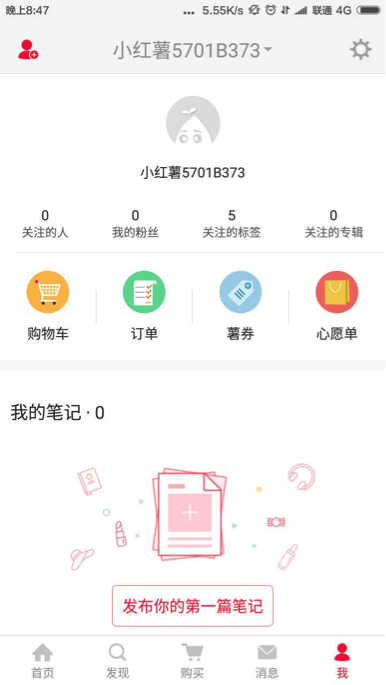 晚上8:47 ... 5.55K/s 联通 4G
小红薯5701B373
小红薯5701B373
0 0 5 0
关注的人 我的粉丝 关注的标签 关注的专辑
购物车 订单 薯券 心愿单
我的笔记 · 0
发布你的第一篇笔记
首页 发现 购买 消息 我